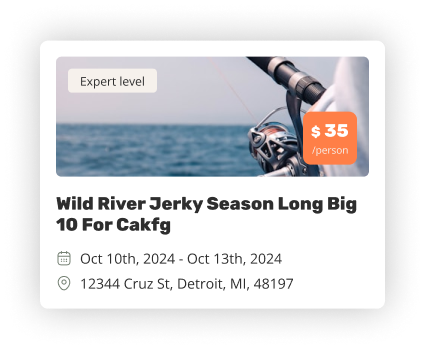 Expert level
$ 35
/person
Wild River Jerky Season Long Big
10 For Cakfg
Oct 10th, 2024 - Oct 13th, 2024
12344 Cruz St, Detroit, MI, 48197